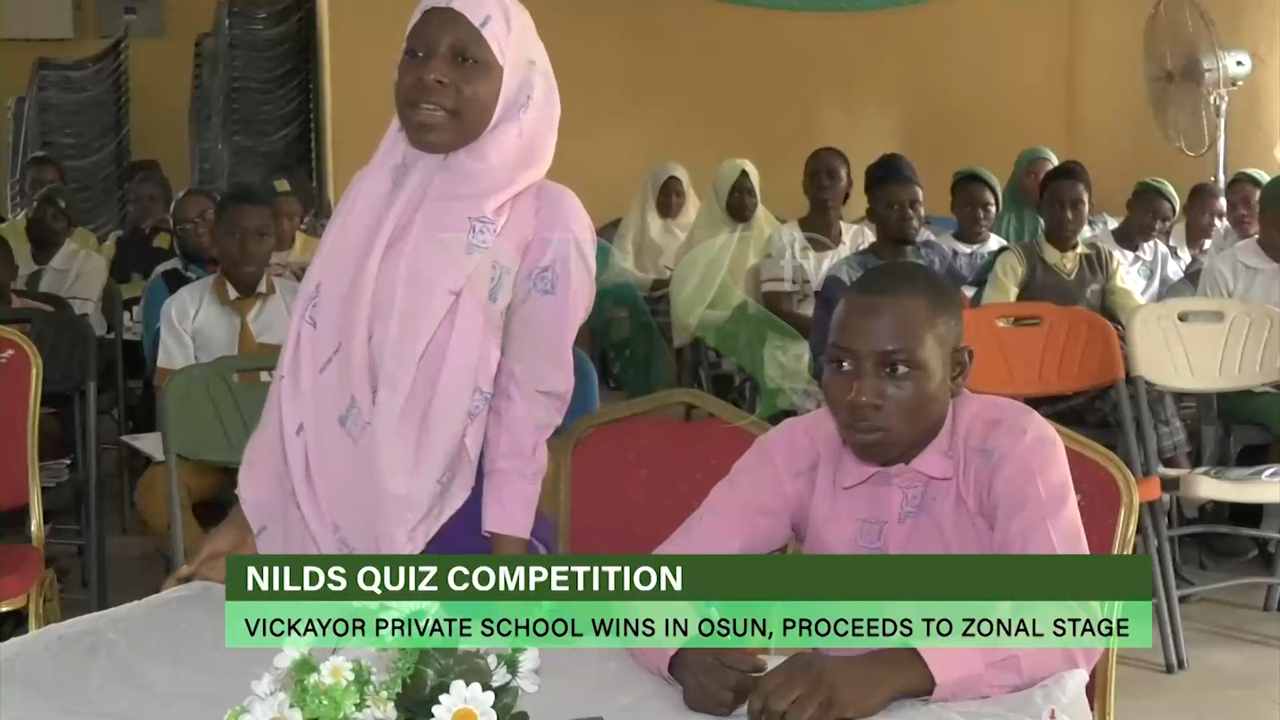 NILDS QUIZ COMPETITION
VICKAYOR PRIVATE SCHOOL WINS IN OSUN, PROCEEDS TO ZONAL STAGE